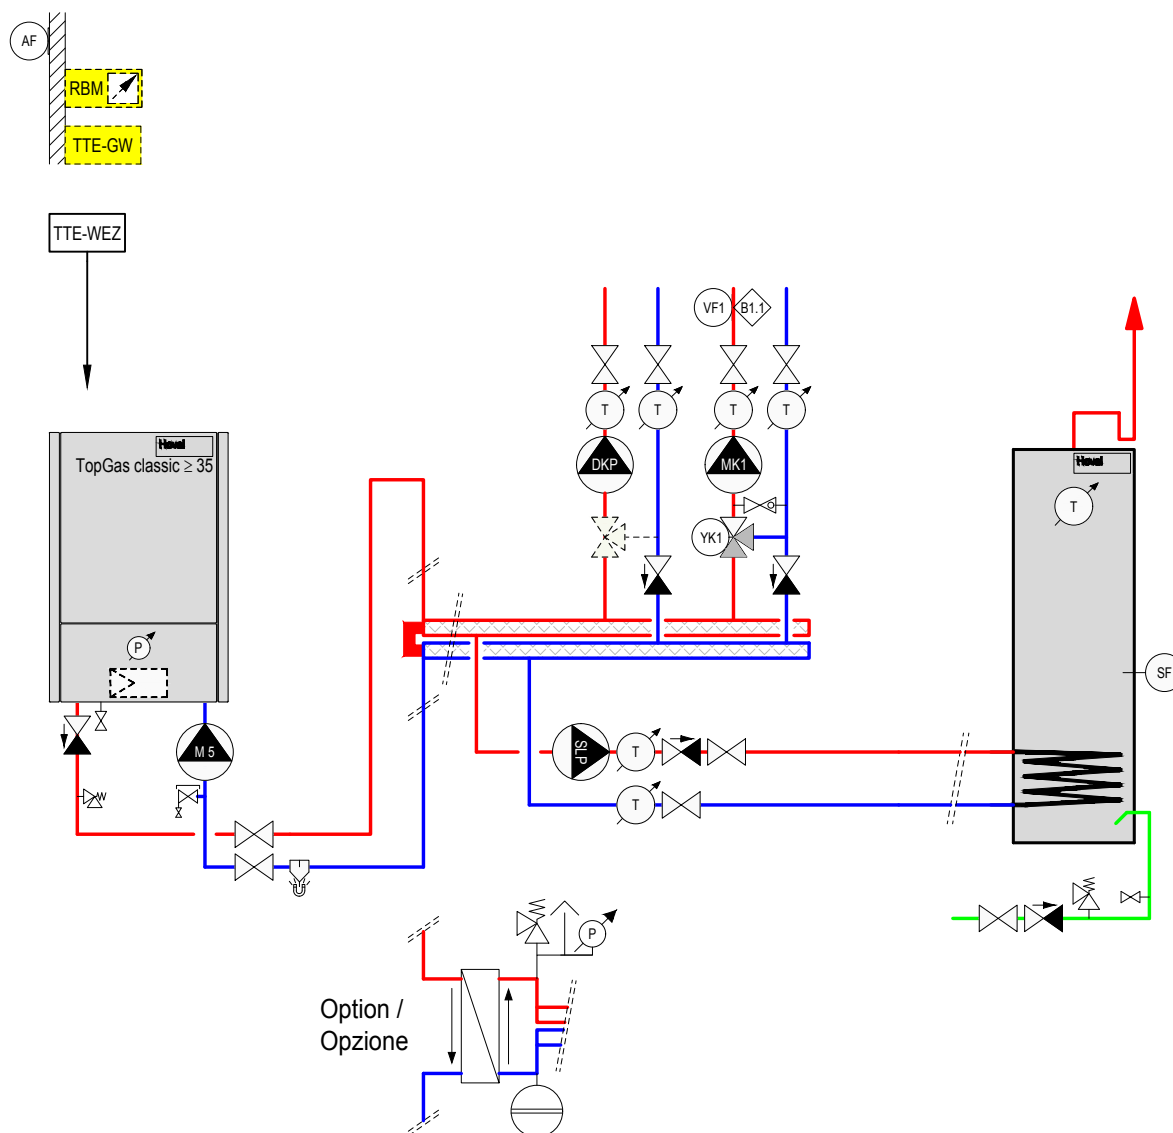 AF
RBM
TTE-GW
TTE-WEZ
VF1
B1.1
T
T
T
T
Hoval
TopGas classic ≥ 35
DKP
MK1
Hoval
T
YK1
P
SF
M 5
SLP
T
T
P
Option /
Opzione